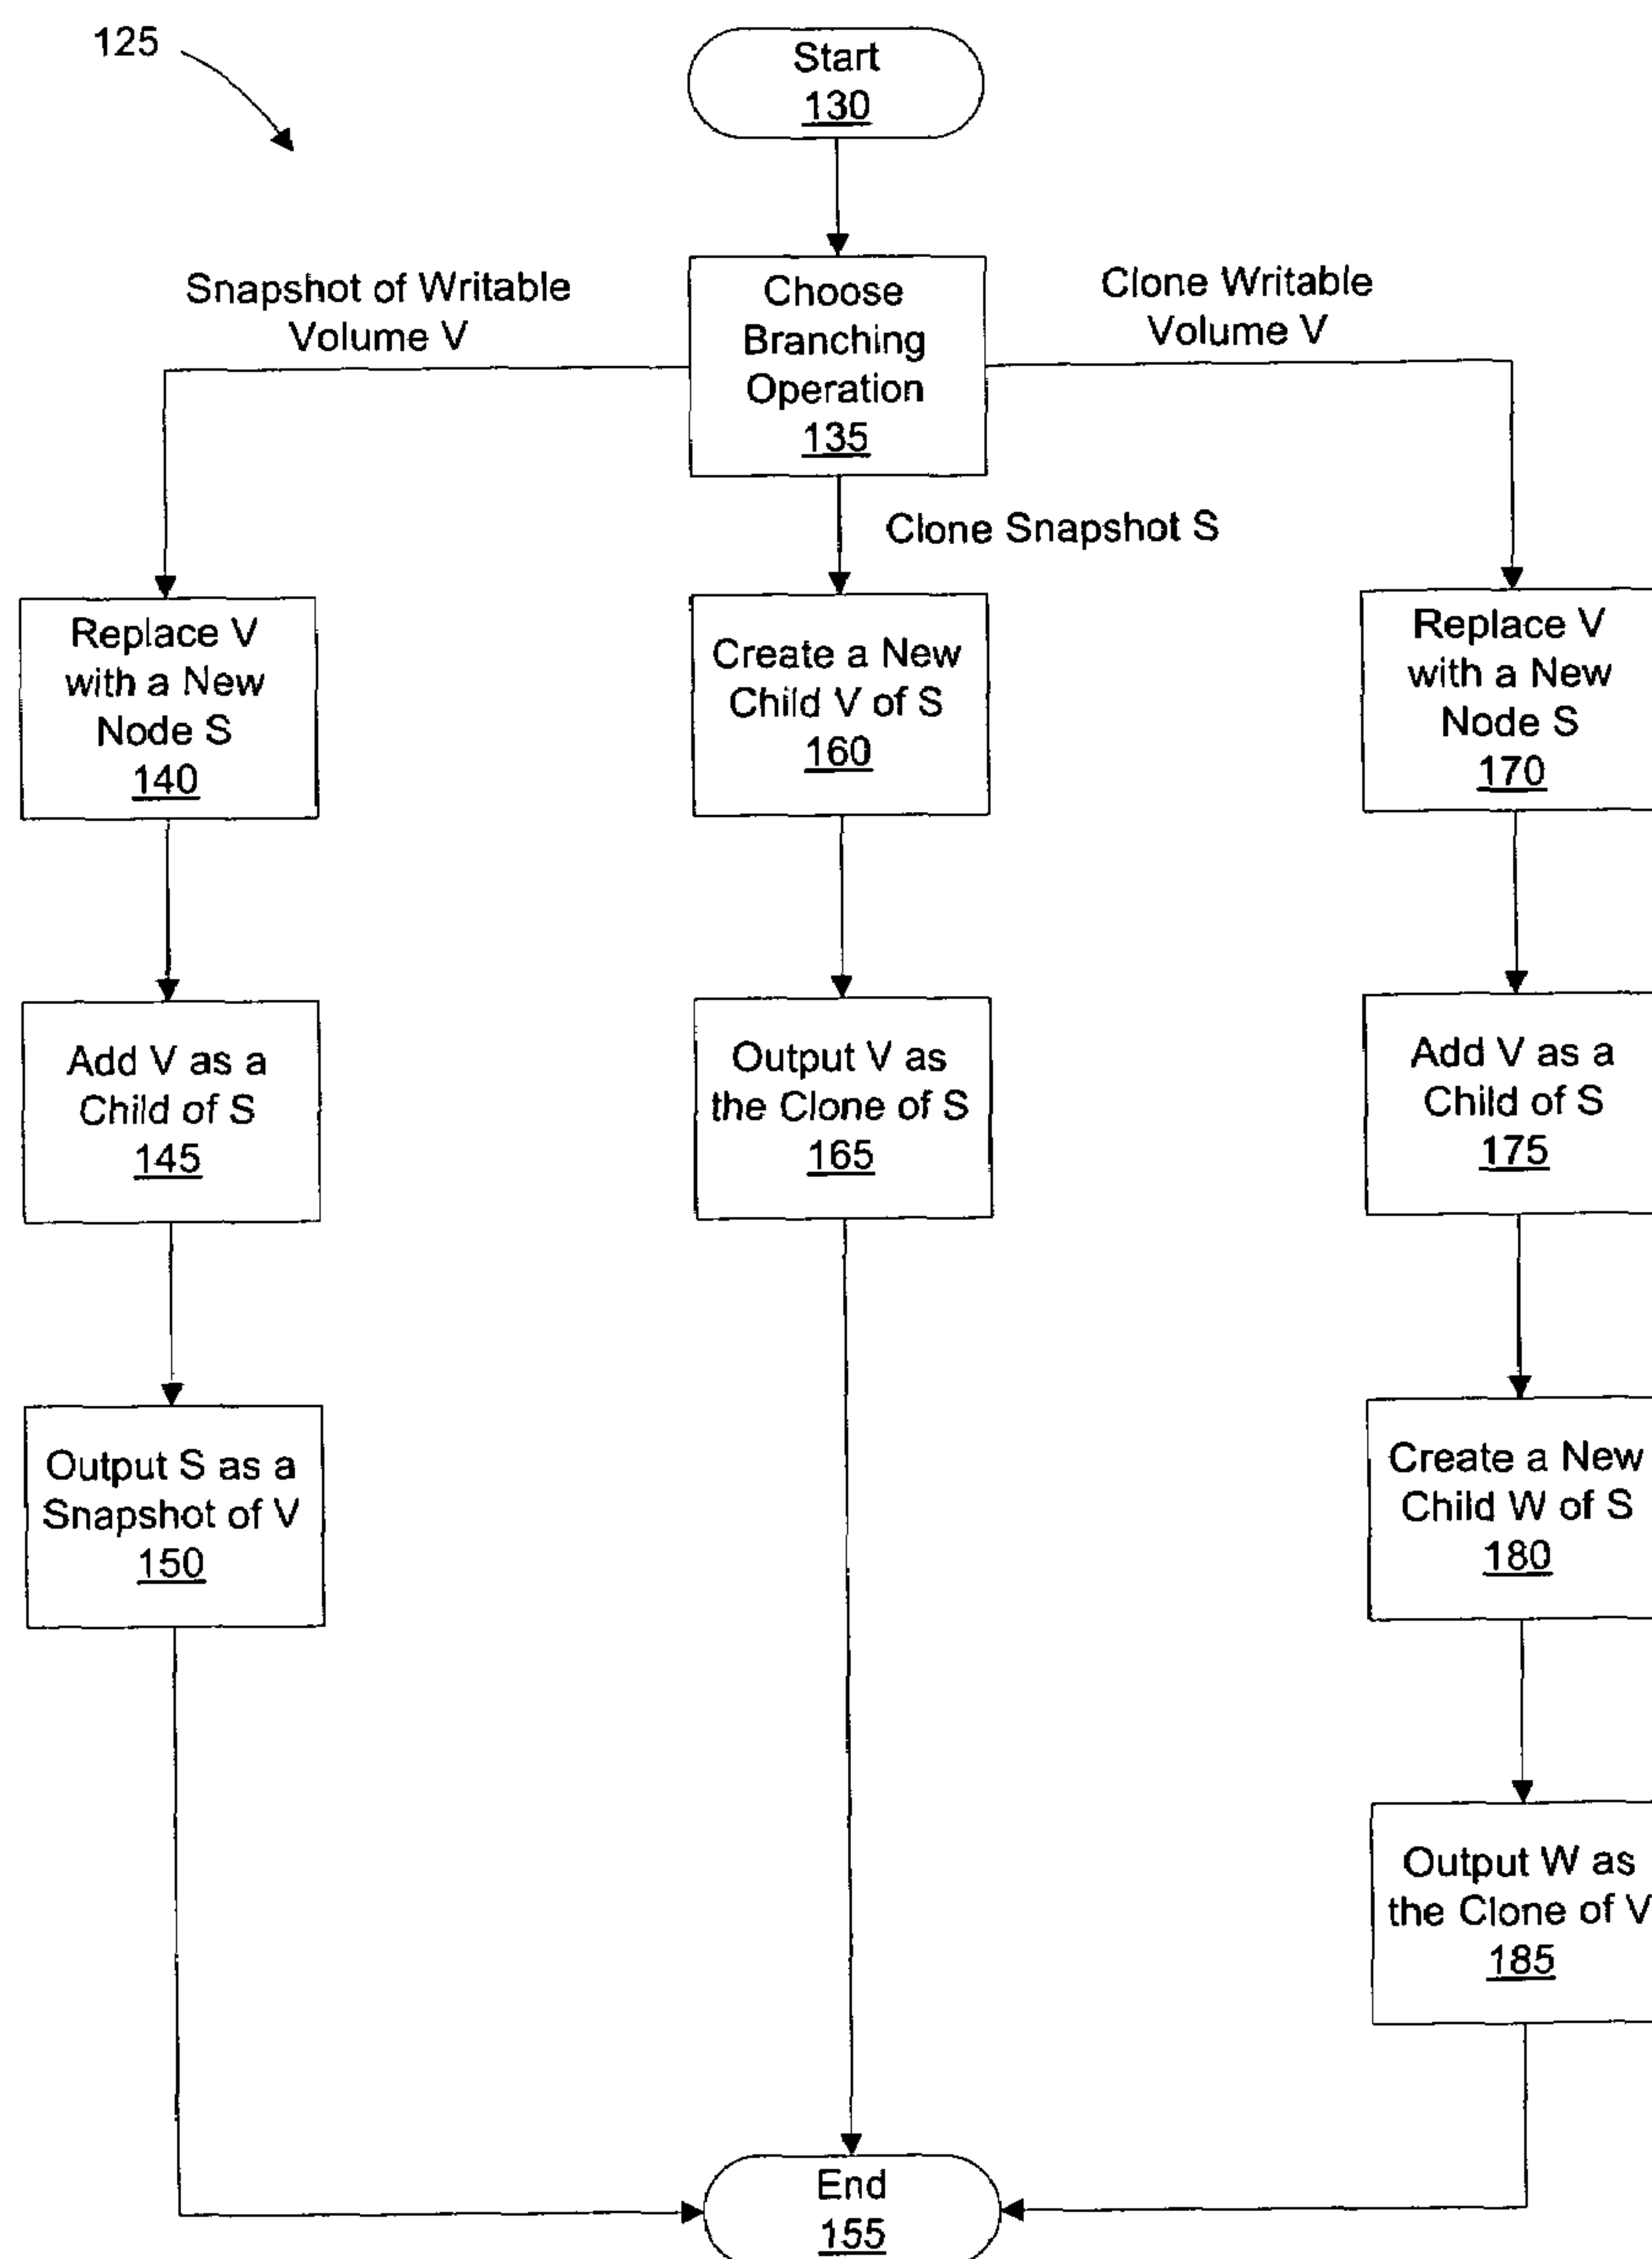 125
Start
130
Choose
Branching
Operation
135
Snapshot of Writable
Volume V
Clone Writable
Volume V
Clone Snapshot S
Replace V
with a New
Node S
140
Add V as a
Child of S
145
Output S as a
Snapshot of V
150
Create a New
Child V of S
160
Output V as
the Clone of S
165
Replace V
with a New
Node S
170
Add V as a
Child of S
175
Create a New
Child W of S
180
Output W as
the Clone of V
185
End
155